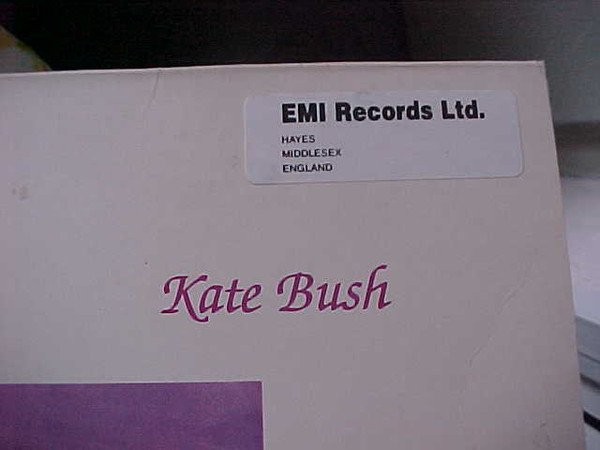 EMI Records Ltd.
HAYES
MIDDLESEX
ENGLAND
Kate Bush